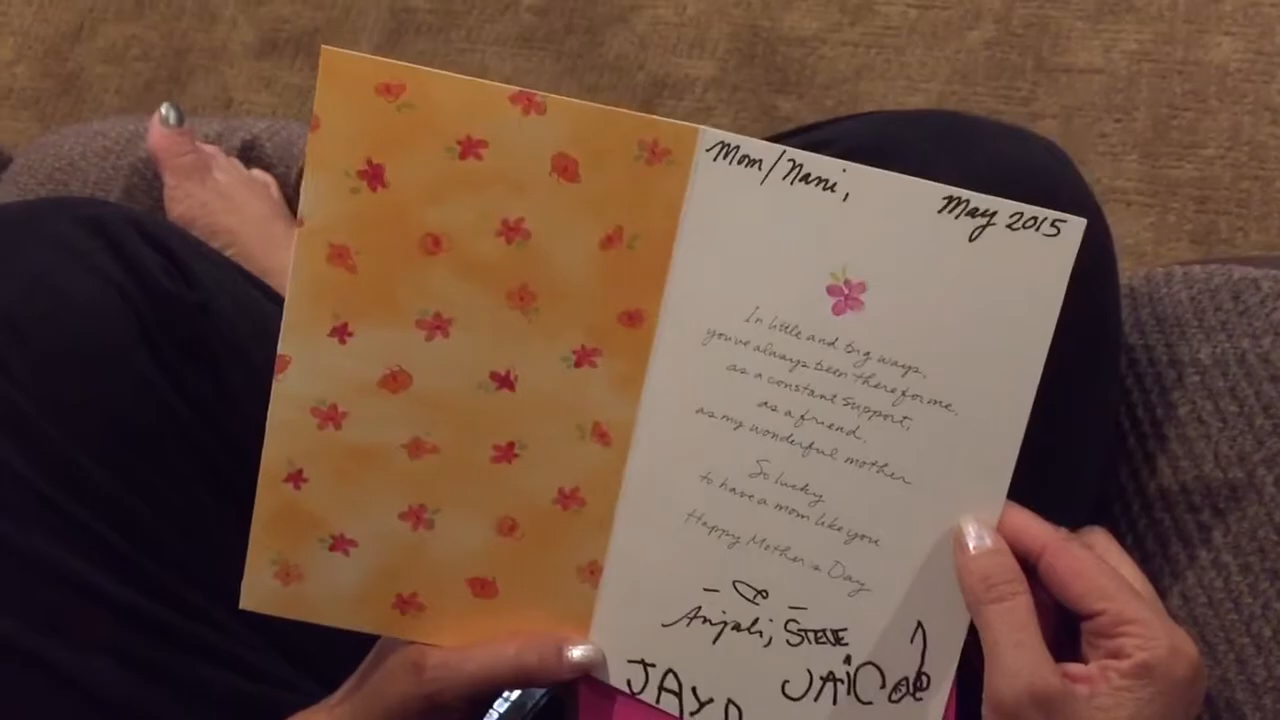 Mom/Nani,
May 2015
In little and big ways,
you've always been there for me,
as a constant support,
as a friend,
as my wonderful mother
So lucky
to have a mom like you
Happy Mother's Day
Anjali, STEVE
JAYA